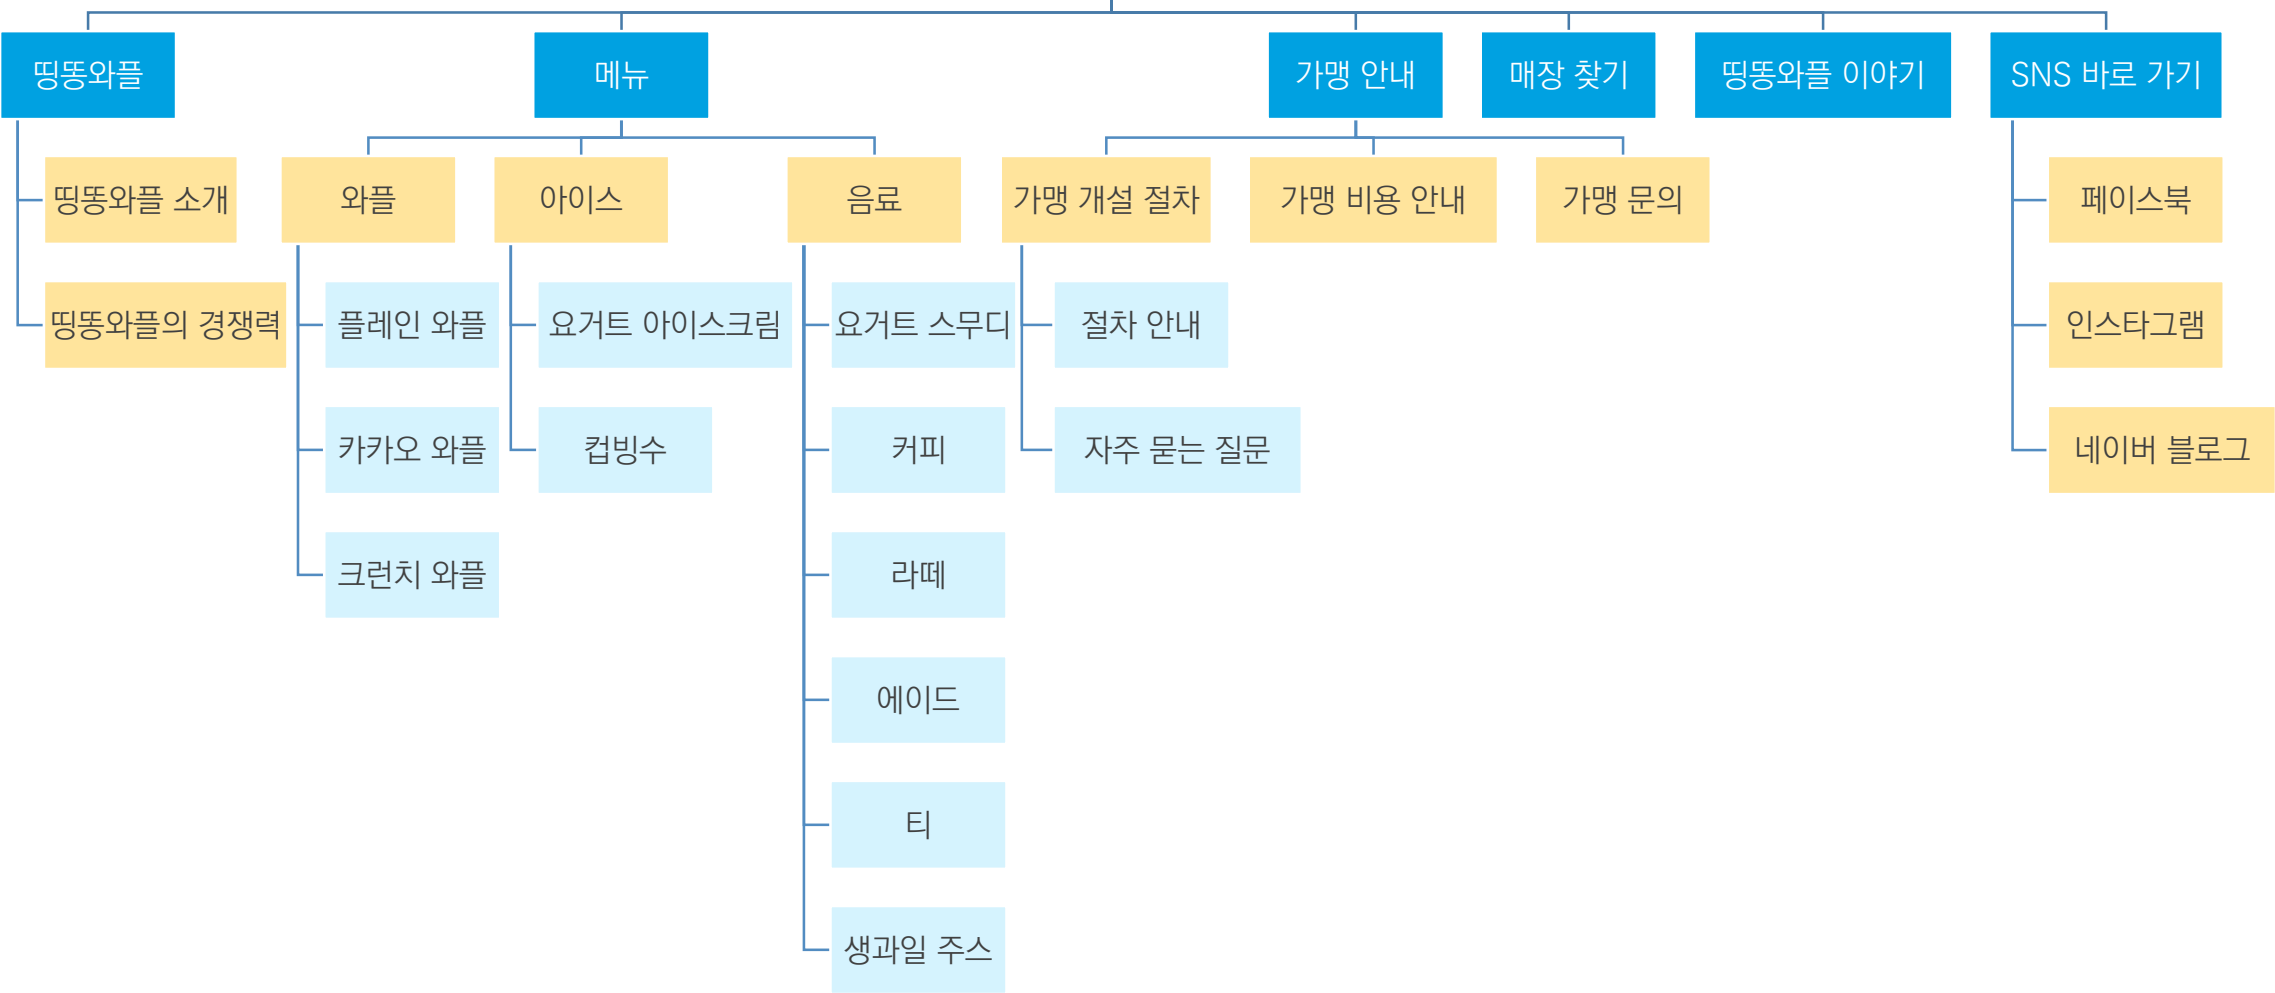 띵똥와플
메뉴
가맹 안내
매장 찾기
띵똥와플 이야기
SNS 바로 가기
띵똥와플 소개
와플
아이스
음료
가맹 개설 절차
가맹 비용 안내
가맹 문의
페이스북
띵똥와플의 경쟁력
플레인 와플
요거트 아이스크림
요거트 스무디
절차 안내
인스타그램
카카오 와플
컵빙수
커피
자주 묻는 질문
네이버 블로그
크런치 와플
라떼
에이드
티
생과일 주스